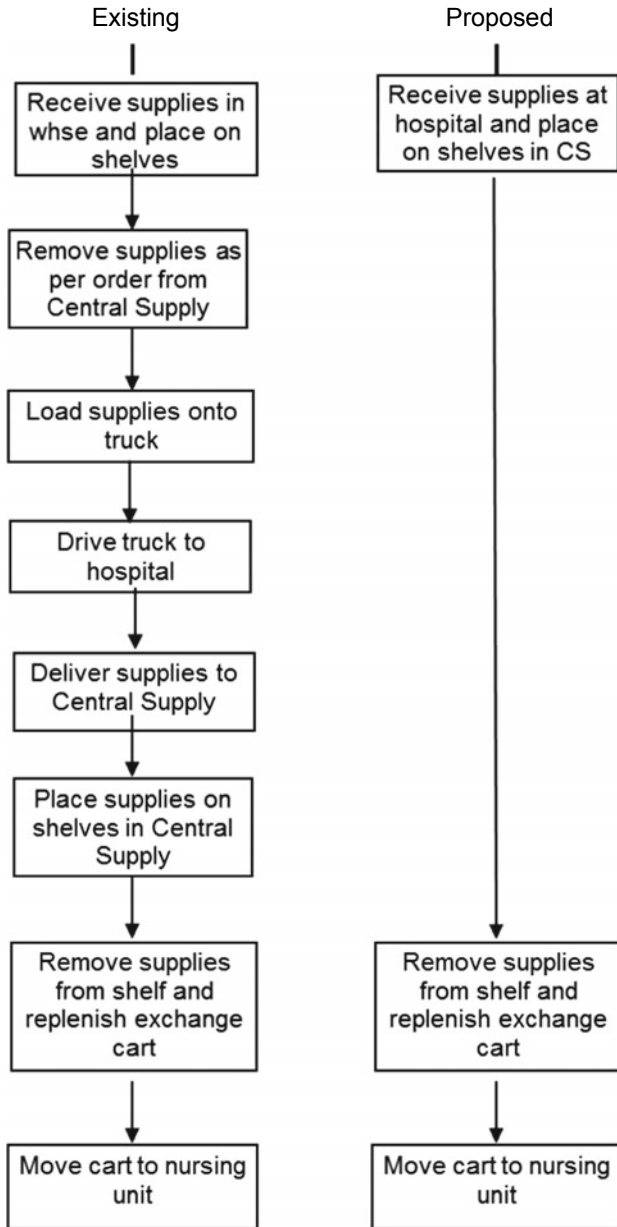 Existing
Receive supplies in
whse and place on
shelves
Remove supplies as
per order from
Central Supply
Load supplies onto
truck
Drive truck to
hospital
Deliver supplies to
Central Supply
Place supplies on
shelves in Central
Supply
Remove supplies
from shelf and
replenish exchange
cart
Move cart to nursing
unit
Proposed
Receive supplies at
hospital and place
on shelves in CS
Remove supplies
from shelf and
replenish exchange
cart
Move cart to nursing
unit